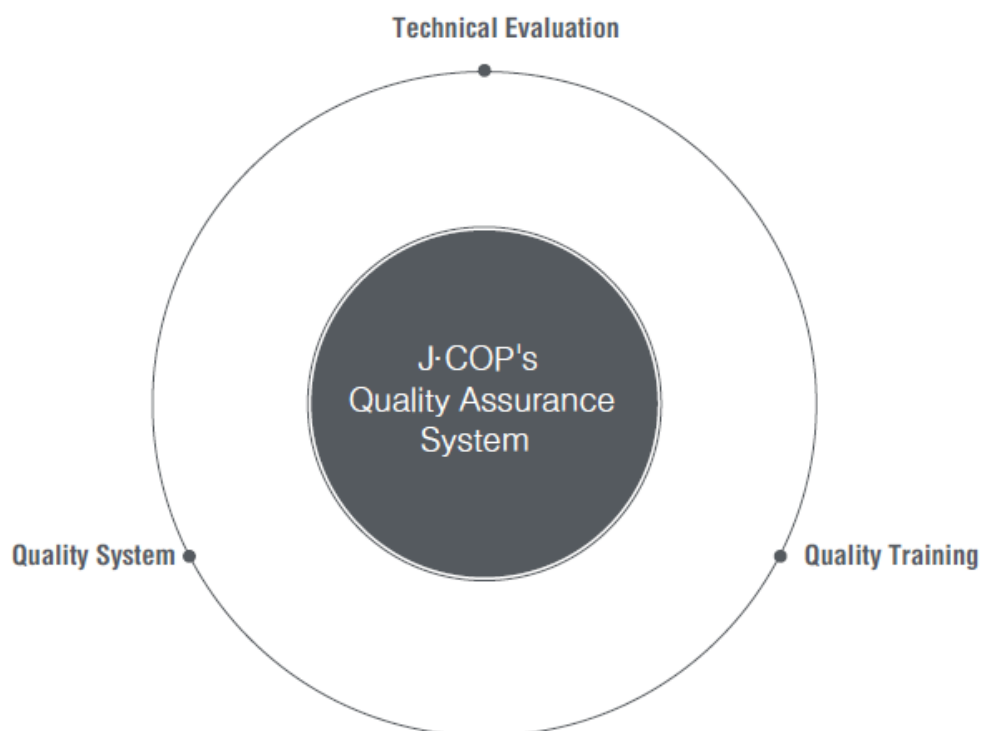 Technical Evaluation
J·COP's
Quality Assurance
System
Quality System
Quality Training